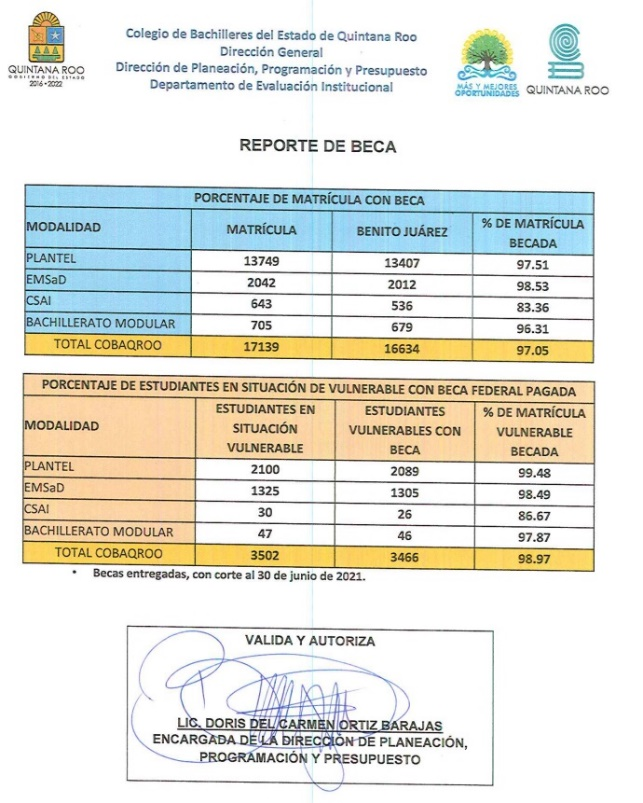 QUINTANA ROO
GOBIERNO DEL ESTADO
2016 • 2022
Colegio de Bachilleres del Estado de Quintana Roo
Dirección General
Dirección de Planeación, Programación y Presupuesto
Departamento de Evaluación Institucional
MÁS Y MEJORES
OPORTUNIDADES
QUINTANA ROO
REPORTE DE BECA
PORCENTAJE DE MATRÍCULA CON BECA
MODALIDAD MATRÍCULA BENITO JUÁREZ % DE MATRÍCULA BECADA
PLANTEL 13749 13407 97.51
EMSaD 2042 2012 98.53
CSAI 643 536 83.36
BACHILLERATO MODULAR 705 679 96.31
TOTAL COBAQROO 17139 16634 97.05
PORCENTAJE DE ESTUDIANTES EN SITUACIÓN DE VULNERABLE CON BECA FEDERAL PAGADA
MODALIDAD ESTUDIANTES EN SITUACIÓN VULNERABLE ESTUDIANTES VULNERABLES CON BECA % DE MATRÍCULA VULNERABLE BECADA
PLANTEL 2100 2089 99.48
EMSaD 1325 1305 98.49
CSAI 30 26 86.67
BACHILLERATO MODULAR 47 46 97.87
TOTAL COBAQROO 3502 3466 98.97
• Becas entregadas, con corte al 30 de junio de 2021.
VALIDA Y AUTORIZA
LIC. DORIS DEL CARMEN ORTIZ BARAJAS
ENCARGADA DE LA DIRECCIÓN DE PLANEACIÓN,
PROGRAMACIÓN Y PRESUPUESTO